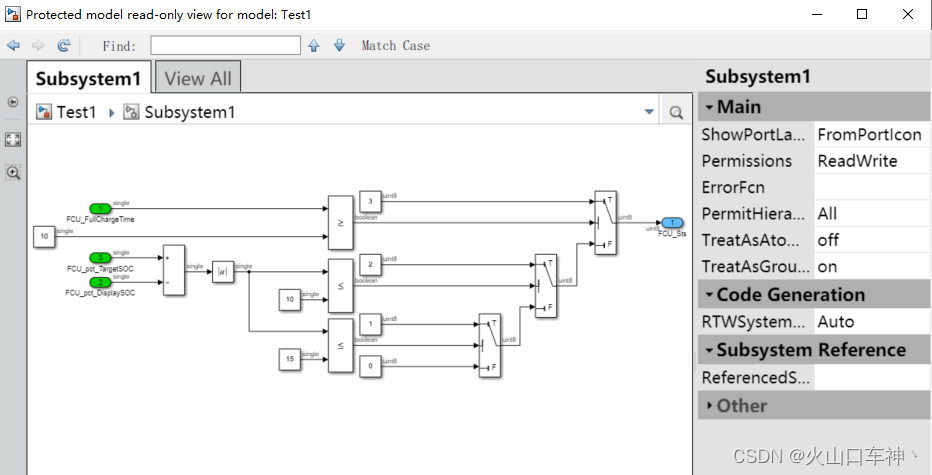 Protected model read-only view for model: Test1
Find:
Match Case
Subsystem1
View All
Test1
Subsystem1
single
FCU_FullChargeTime
10
single
3
FCU_pct_TargetSOC
single
2
FCU_pct_DisplaySOC
single
+
−
single
|u|
single
≥
boolean
3
uint8
10
single
≤
boolean
2
uint8
15
single
≤
boolean
1
uint8
0
uint8
T
F
uint8
T
F
uint8
T
F
uint8
1
uint8
FCU_Sts
Subsystem1
Main
ShowPortLa... FromPortIcon
Permissions ReadWrite
ErrorFcn
PermitHiera... All
TreatAsAto... off
TreatAsGrou... on
Code Generation
RTWSystem... Auto
Subsystem Reference
ReferencedS...
Other
CSDN @火山口车神丶